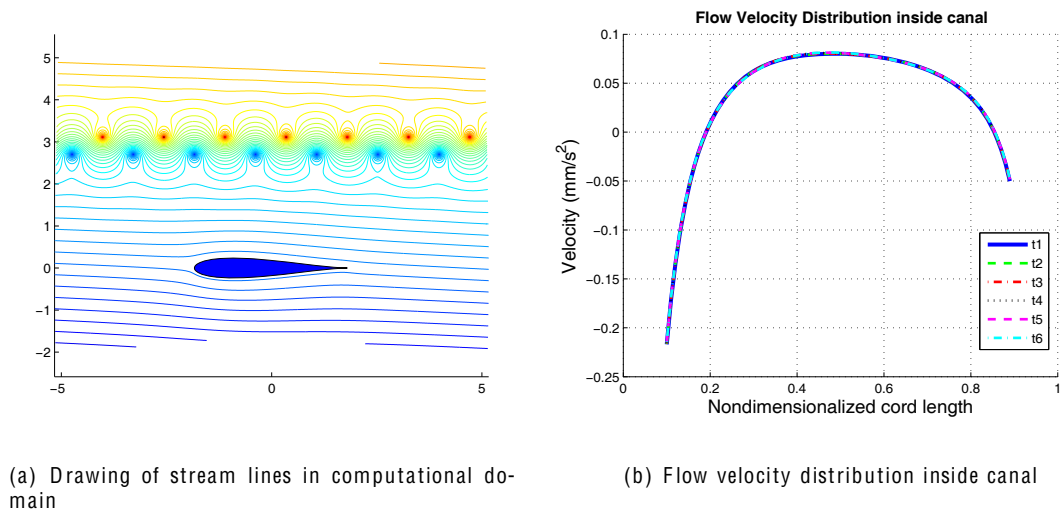 5
4
3
2
1
0
−1
−2
−5
0
5
Flow Velocity Distribution inside canal
0.1
0.05
0
−0.05
−0.1
−0.15
−0.2
−0.25
Velocity (mm/s²)
t1
t2
t3
t4
t5
t6
0
0.2
0.4
0.6
0.8
1
Nondimensionalized cord length
(a) Drawing of stream lines in computational do-
main
(b) Flow velocity distribution inside canal